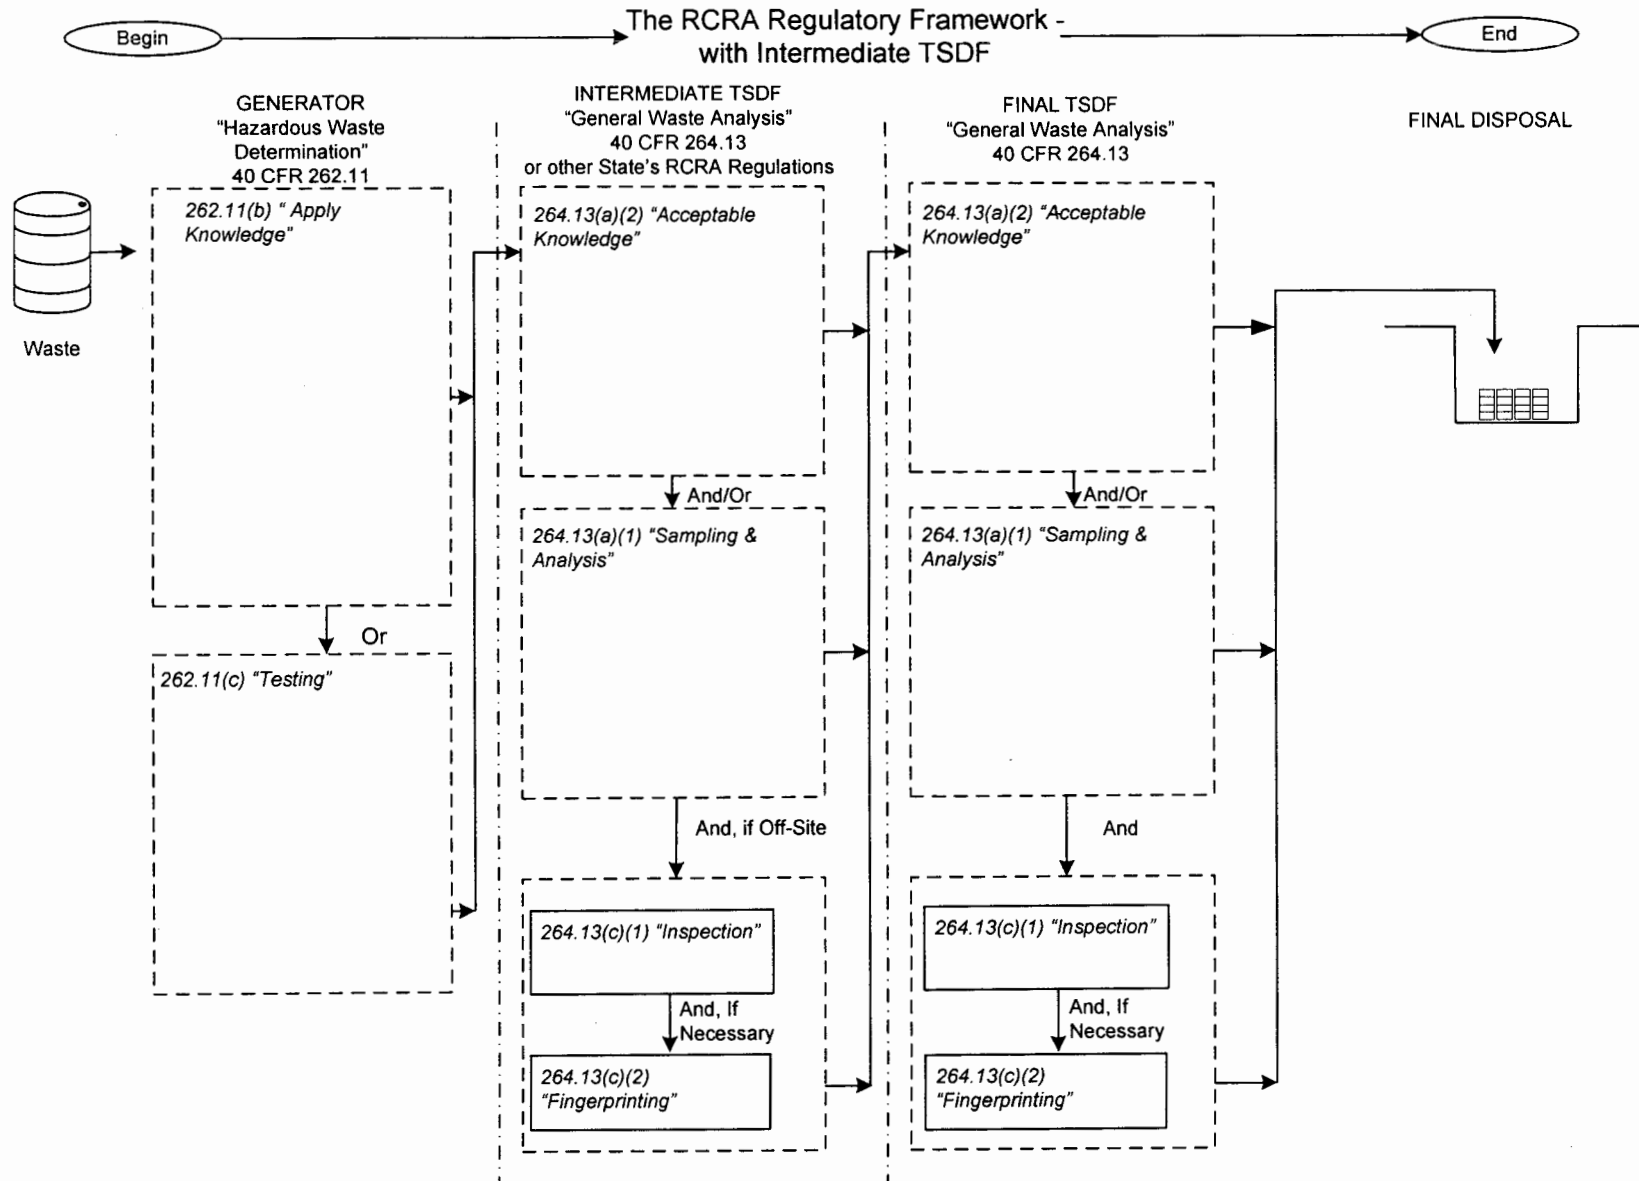 The RCRA Regulatory Framework -
with Intermediate TSDF
Begin
End
GENERATOR
“Hazardous Waste
Determination”
40 CFR 262.11
INTERMEDIATE TSDF
“General Waste Analysis”
40 CFR 264.13
or other State’s RCRA Regulations
FINAL TSDF
“General Waste Analysis”
40 CFR 264.13
FINAL DISPOSAL
Waste
262.11(b) “ Apply
Knowledge”
Or
262.11(c) “Testing”
264.13(a)(2) “Acceptable
Knowledge”
And/Or
264.13(a)(1) “Sampling &
Analysis”
And, if Off-Site
264.13(c)(1) “Inspection”
And, If
Necessary
264.13(c)(2)
“Fingerprinting”
264.13(a)(2) “Acceptable
Knowledge”
And/Or
264.13(a)(1) “Sampling &
Analysis”
And
264.13(c)(1) “Inspection”
And, If
Necessary
264.13(c)(2)
“Fingerprinting”